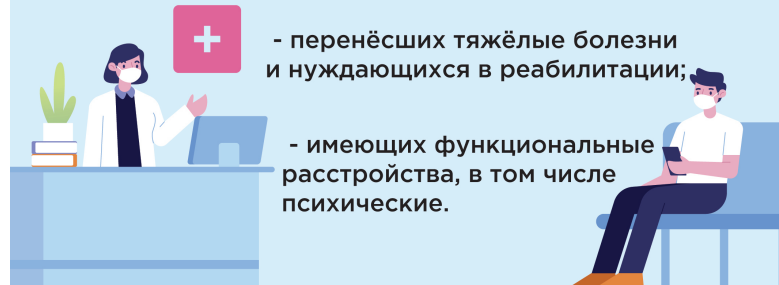 - перенёсших тяжёлые болезни
и нуждающихся в реабилитации;
- имеющих функциональные
расстройства, в том числе
психические.